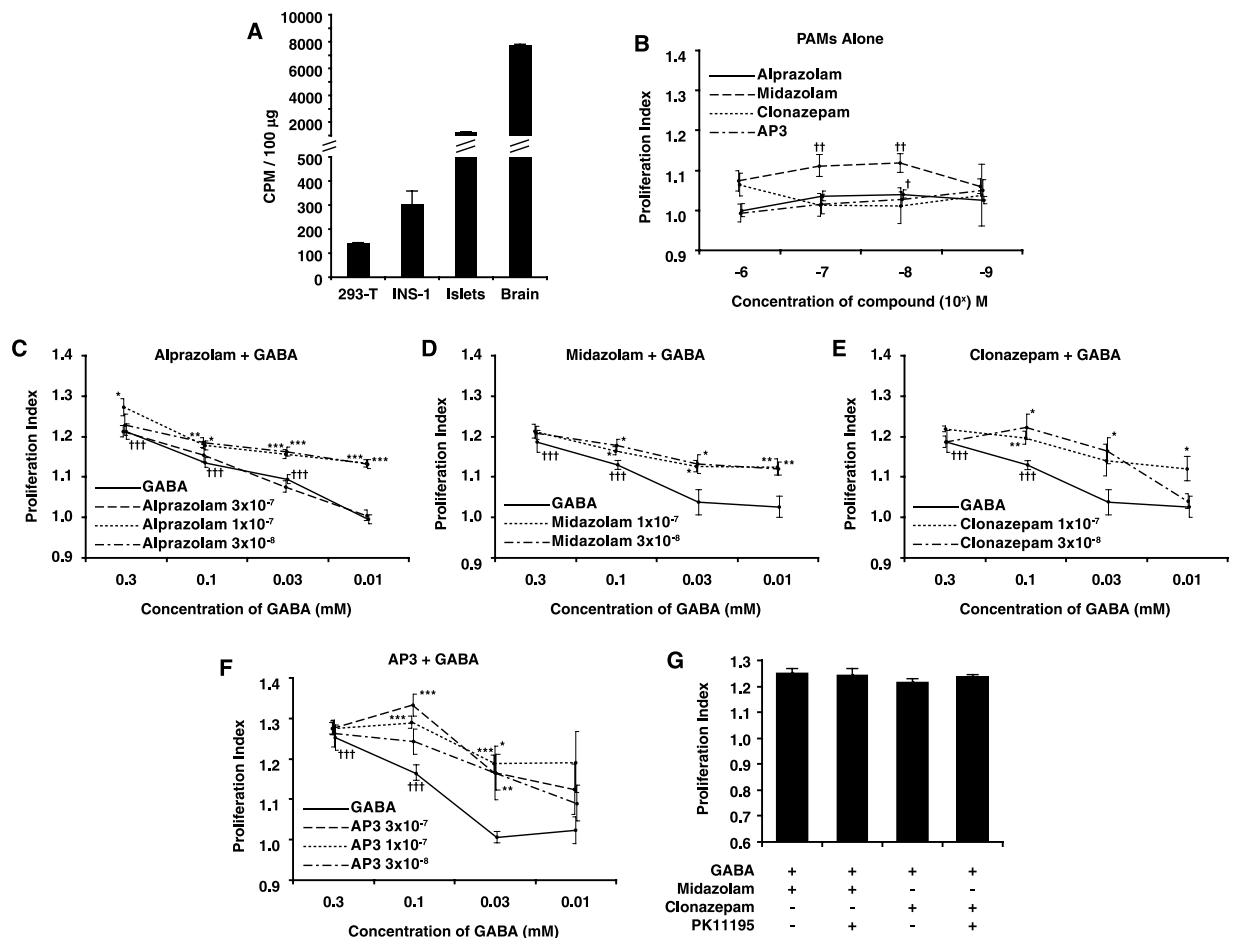 A
10000
8000
6000
4000
2000
500
400
300
200
100
0
CPM / 100 µg
293-T INS-1 Islets Brain
B
PAMs Alone
1.4
1.3
1.2
1.1
1.0
0.9
Proliferation Index
Alprazolam
Midazolam
Clonazepam
AP3
††
††
†
-6 -7 -8 -9
Concentration of compound (10ˣ) M
C
Alprazolam + GABA
1.4
1.3
1.2
1.1
1.0
0.9
Proliferation Index
*
** *
*** ***
*** ***
†††
†††
†††
GABA
Alprazolam 3x10⁻⁷
Alprazolam 1x10⁻⁷
Alprazolam 3x10⁻⁸
0.3 0.1 0.03 0.01
Concentration of GABA (mM)
D
Midazolam + GABA
1.4
1.3
1.2
1.1
1.0
0.9
Proliferation Index
*
**
*
*
** **
†††
†††
GABA
Midazolam 1x10⁻⁷
Midazolam 3x10⁻⁸
0.3 0.1 0.03 0.01
Concentration of GABA (mM)
E
Clonazepam + GABA
1.4
1.3
1.2
1.1
1.0
0.9
Proliferation Index
*
**
*
*
†††
†††
GABA
Clonazepam 1x10⁻⁷
Clonazepam 3x10⁻⁸
0.3 0.1 0.03 0.01
Concentration of GABA (mM)
F
AP3 + GABA
1.4
1.3
1.2
1.1
1.0
0.9
Proliferation Index
***
***
*** *
**
†††
†††
GABA
AP3 3x10⁻⁷
AP3 1x10⁻⁷
AP3 3x10⁻⁸
0.3 0.1 0.03 0.01
Concentration of GABA (mM)
G
1.3
1.2
1.1
1.0
0.9
0.8
0.7
0.6
Proliferation Index
GABA + + + +
Midazolam + + - -
Clonazepam - - + +
PK11195 - + - +